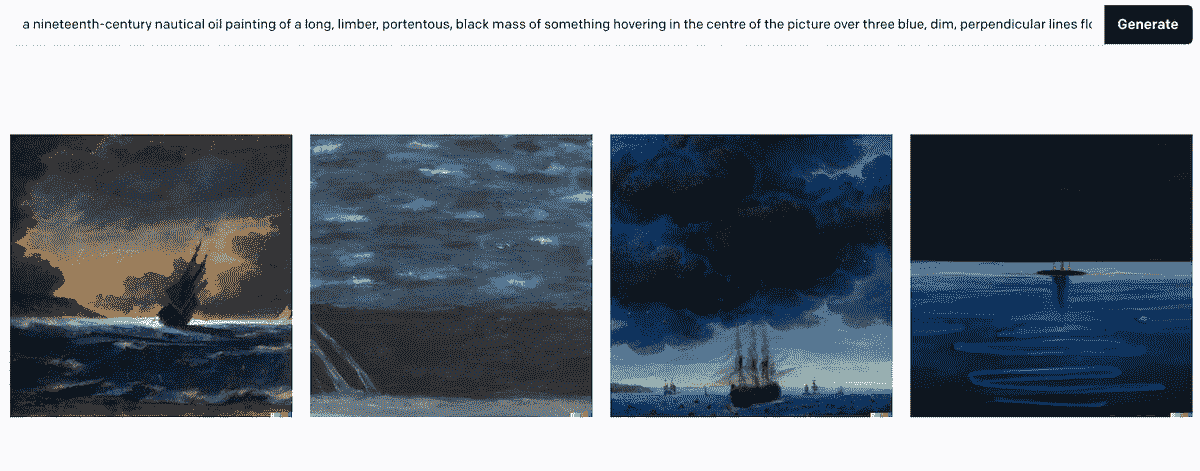 a nineteenth-century nautical oil painting of a long, limber, portentous, black mass of something hovering in the centre of the picture over three blue, dim, perpendicular lines flo
Generate